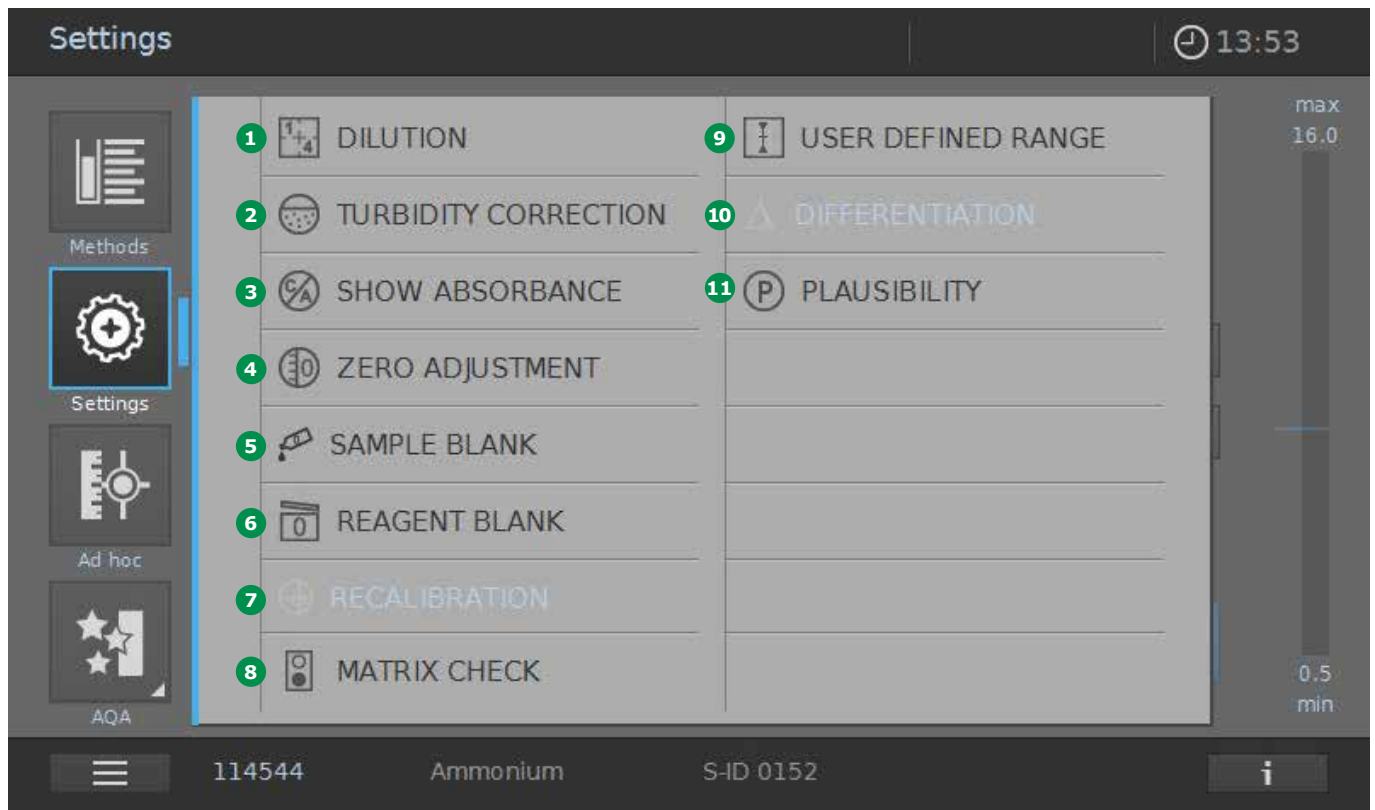 Settings
13:53
Methods
Settings
Ad hoc
AQA
1 DILUTION
2 TURBIDITY CORRECTION
3 C/A SHOW ABSORBANCE
4 0 ZERO ADJUSTMENT
5 SAMPLE BLANK
6 0 REAGENT BLANK
7 RECALIBRATION
8 MATRIX CHECK
9 USER DEFINED RANGE
10 DIFFERENTIATION
11 P PLAUSIBILITY
max
16.0
0.5
min
114544 Ammonium S-ID 0152
i